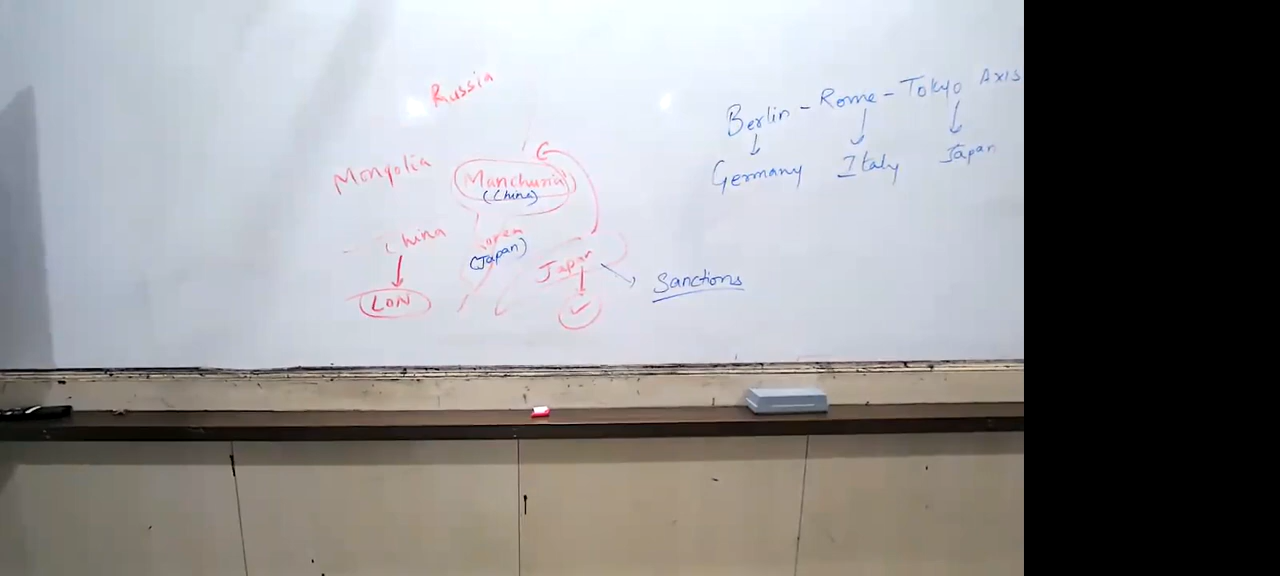 Russia
Mongolia
Manchuria
(China)
China
Korea
(Japan)
Japan
LON
Sanctions
Berlin - Rome - Tokyo Axis
Germany Italy Japan